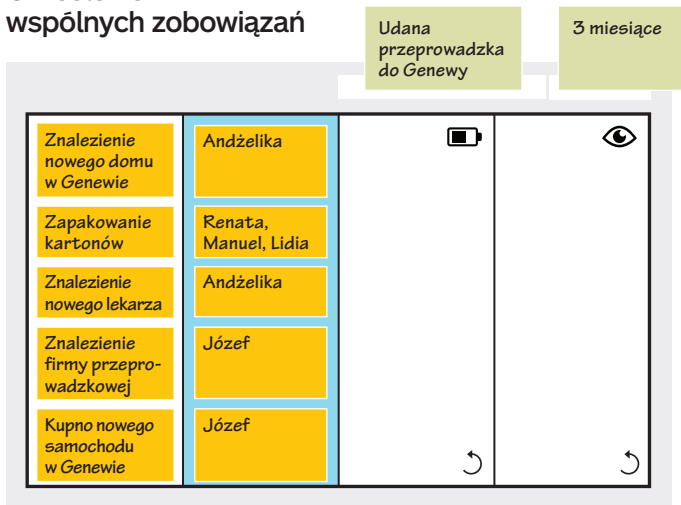 wspólnych zobowiązań
Udana
przeprowadzka
do Genewy
3 miesiące
Znalezienie
nowego domu
w Genewie
Andżelika
Zapakowanie
kartonów
Renata,
Manuel, Lidia
Znalezienie
nowego lekarza
Andżelika
Znalezienie
firmy przepro-
wadzkowej
Józef
Kupno nowego
samochodu
w Genewie
Józef